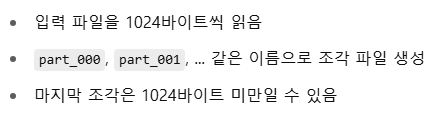 입력 파일을 1024바이트씩 읽음
part_000, part_001, ... 같은 이름으로 조각 파일 생성
마지막 조각은 1024바이트 미만일 수 있음